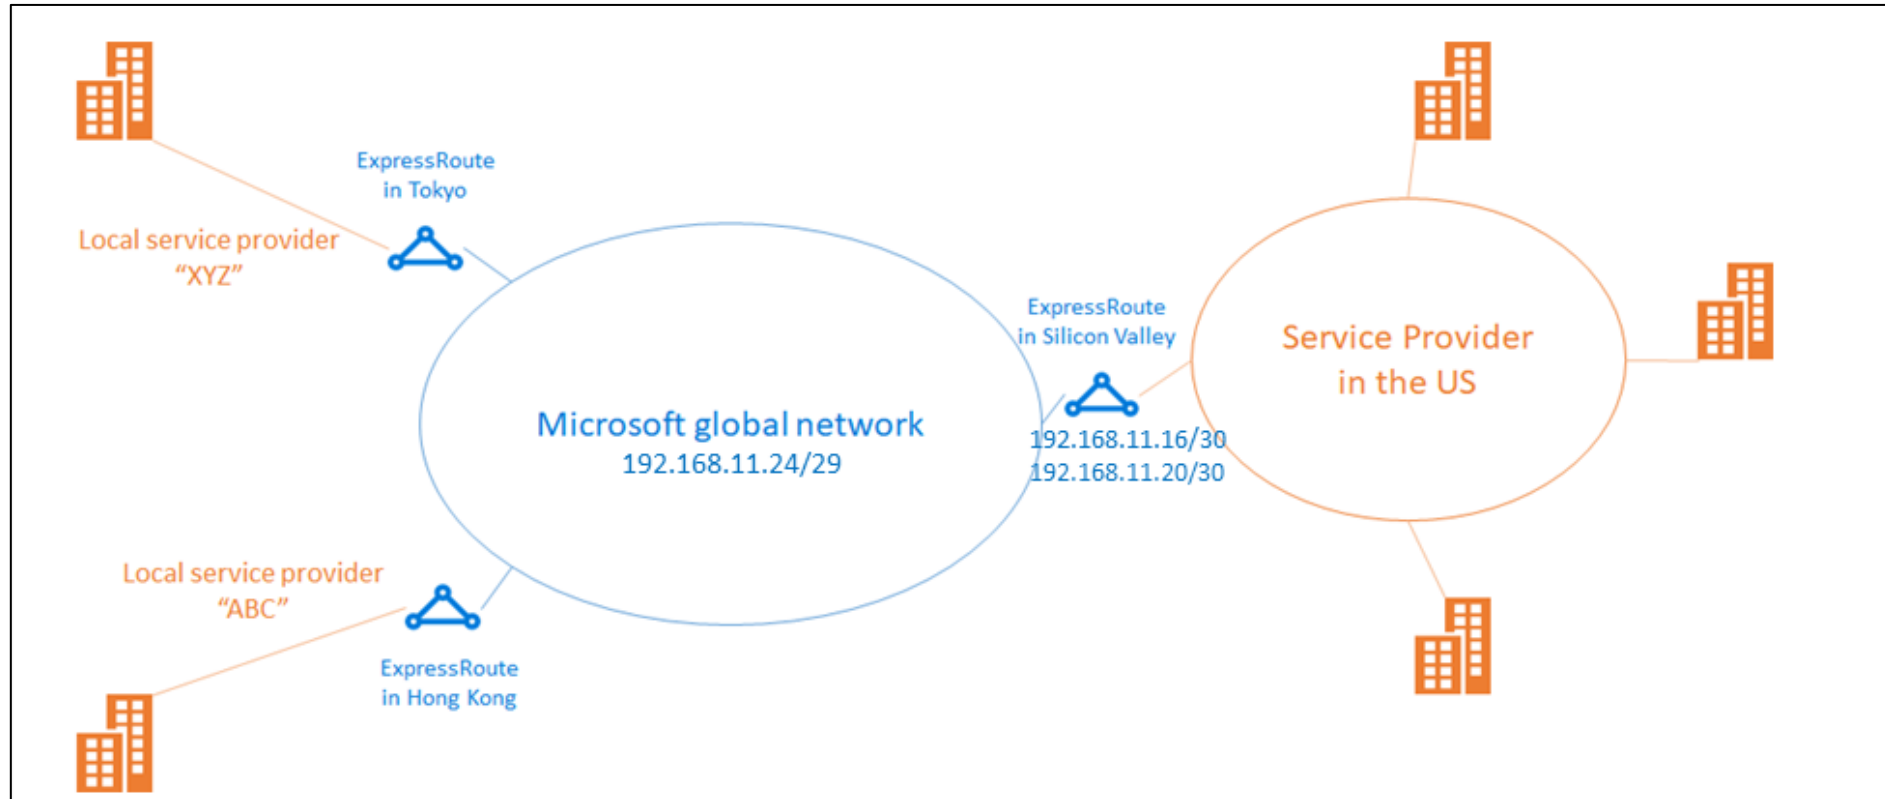 ExpressRoute
in Tokyo
Local service provider
“XYZ”
ExpressRoute
in Silicon Valley
Service Provider
in the US
Microsoft global network
192.168.11.24/29
192.168.11.16/30
192.168.11.20/30
Local service provider
“ABC”
ExpressRoute
in Hong Kong